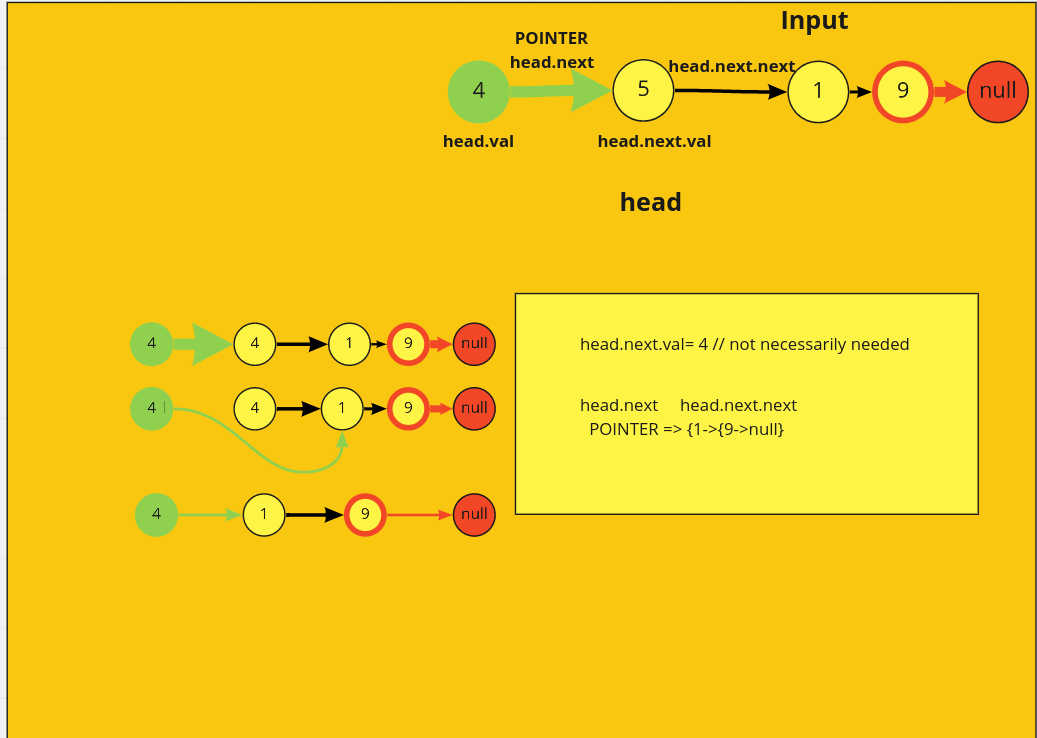 Input
POINTER
head.next
head.next.next
4
5
1
9
null
head.val
head.next.val
head
4
4
1
9
null
4
4
1
9
null
4
1
9
null
head.next.val= 4 // not necessarily needed
head.next head.next.next
POINTER => {1->{9->null}